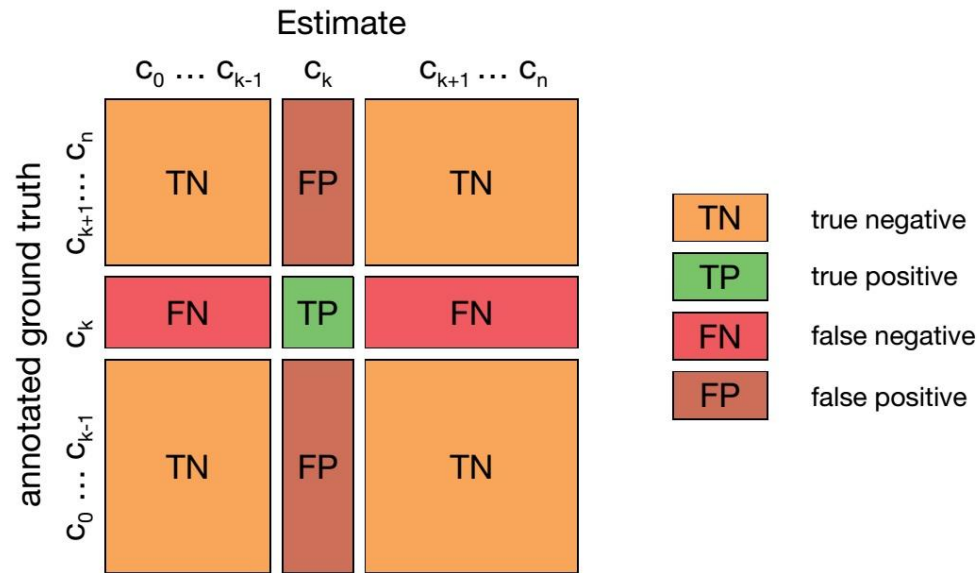 Estimate
c₀ … cₖ₋₁ cₖ cₖ₊₁ … cₙ
annotated ground truth
cₖ₊₁… cₙ
TN FP TN
cₖ
FN TP FN
c₀ … cₖ₋₁
TN FP TN
TN true negative
TP true positive
FN false negative
FP false positive